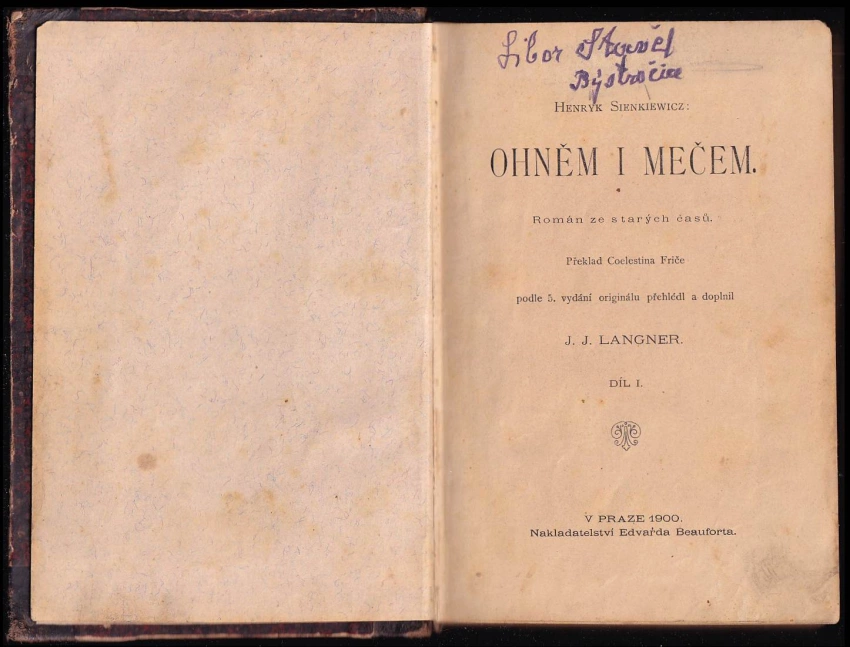 Libor
Bystročice
HENRYK SIENKIEWICZ:
OHNĚM I MEČEM.
Román ze starých časů.
Překlad Coelestina Friče
podle 5. vydání originálu přehlédl a doplnil
J. J. LANGNER.
DÍL I.
V PRAZE 1900.
Nakladatelství Edvarda Beauforta.